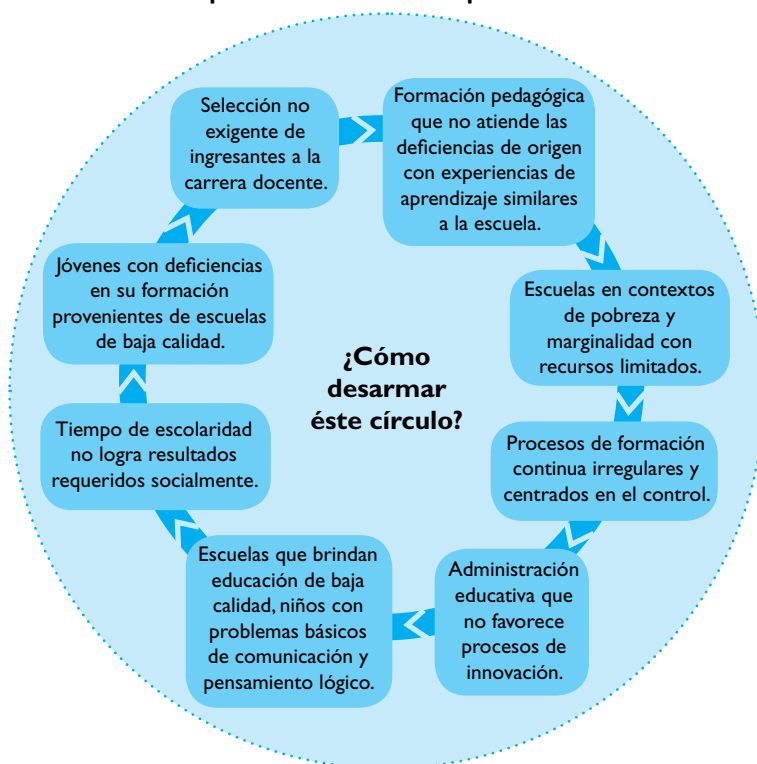 Selección no
exigente de
ingresantes a la
carrera docente.
Formación pedagógica
que no atiende las
deficiencias de origen
con experiencias de
aprendizaje similares
a la escuela.
Escuelas en contextos
de pobreza y
marginalidad con
recursos limitados.
Procesos de formación
continua irregulares y
centrados en el control.
Administración
educativa que
no favorece
procesos de
innovación.
Escuelas que brindan
educación de baja
calidad, niños con
problemas básicos
de comunicación y
pensamiento lógico.
Tiempo de escolaridad
no logra resultados
requeridos socialmente.
Jóvenes con deficiencias
en su formación
provenientes de escuelas
de baja calidad.
¿Cómo
desarmar
éste círculo?